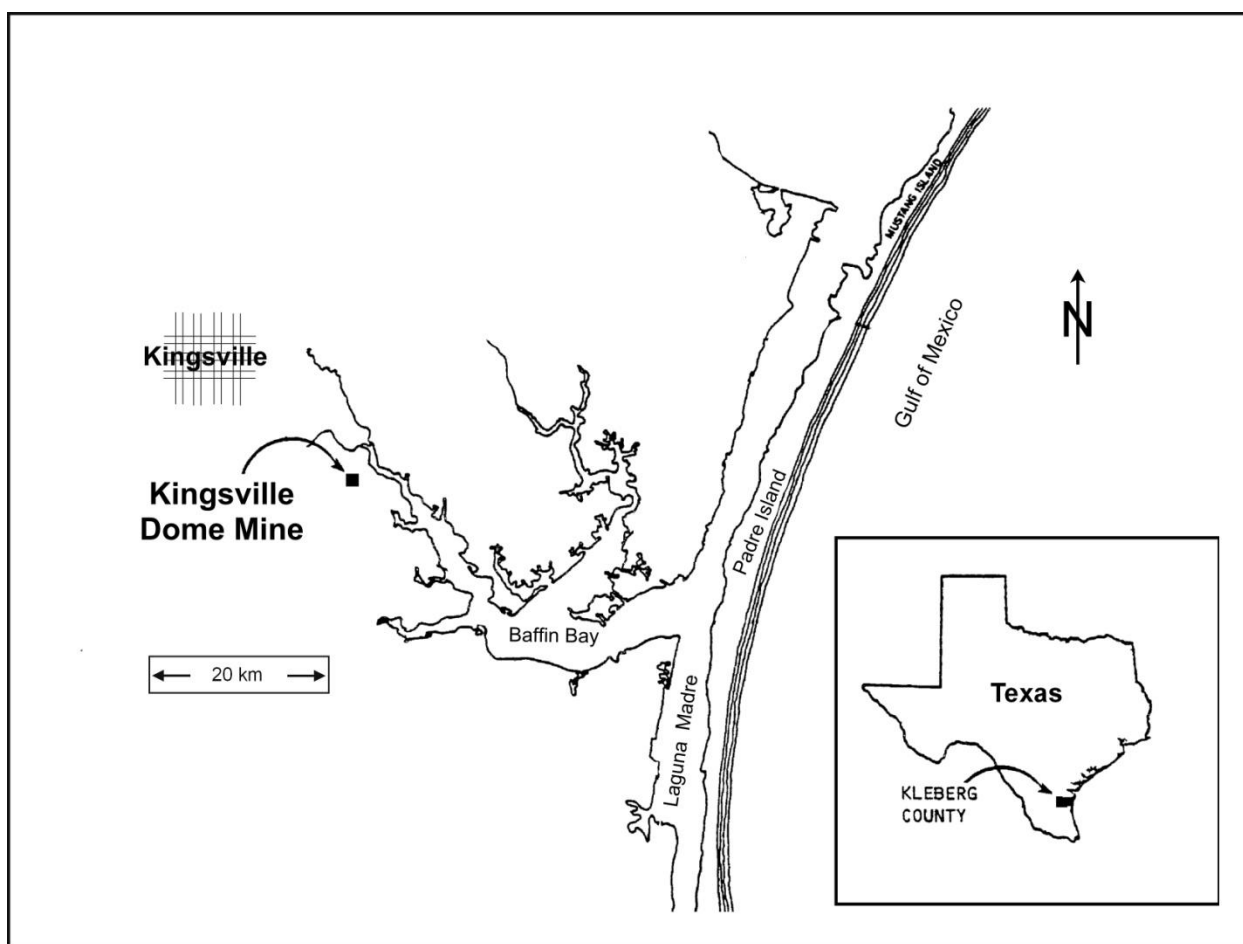 MUSTANG ISLAND
N
Gulf of Mexico
Kingsville
Kingsville
Dome Mine
Padre Island
Baffin Bay
20 km
Laguna Madre
Texas
KLEBERG
COUNTY